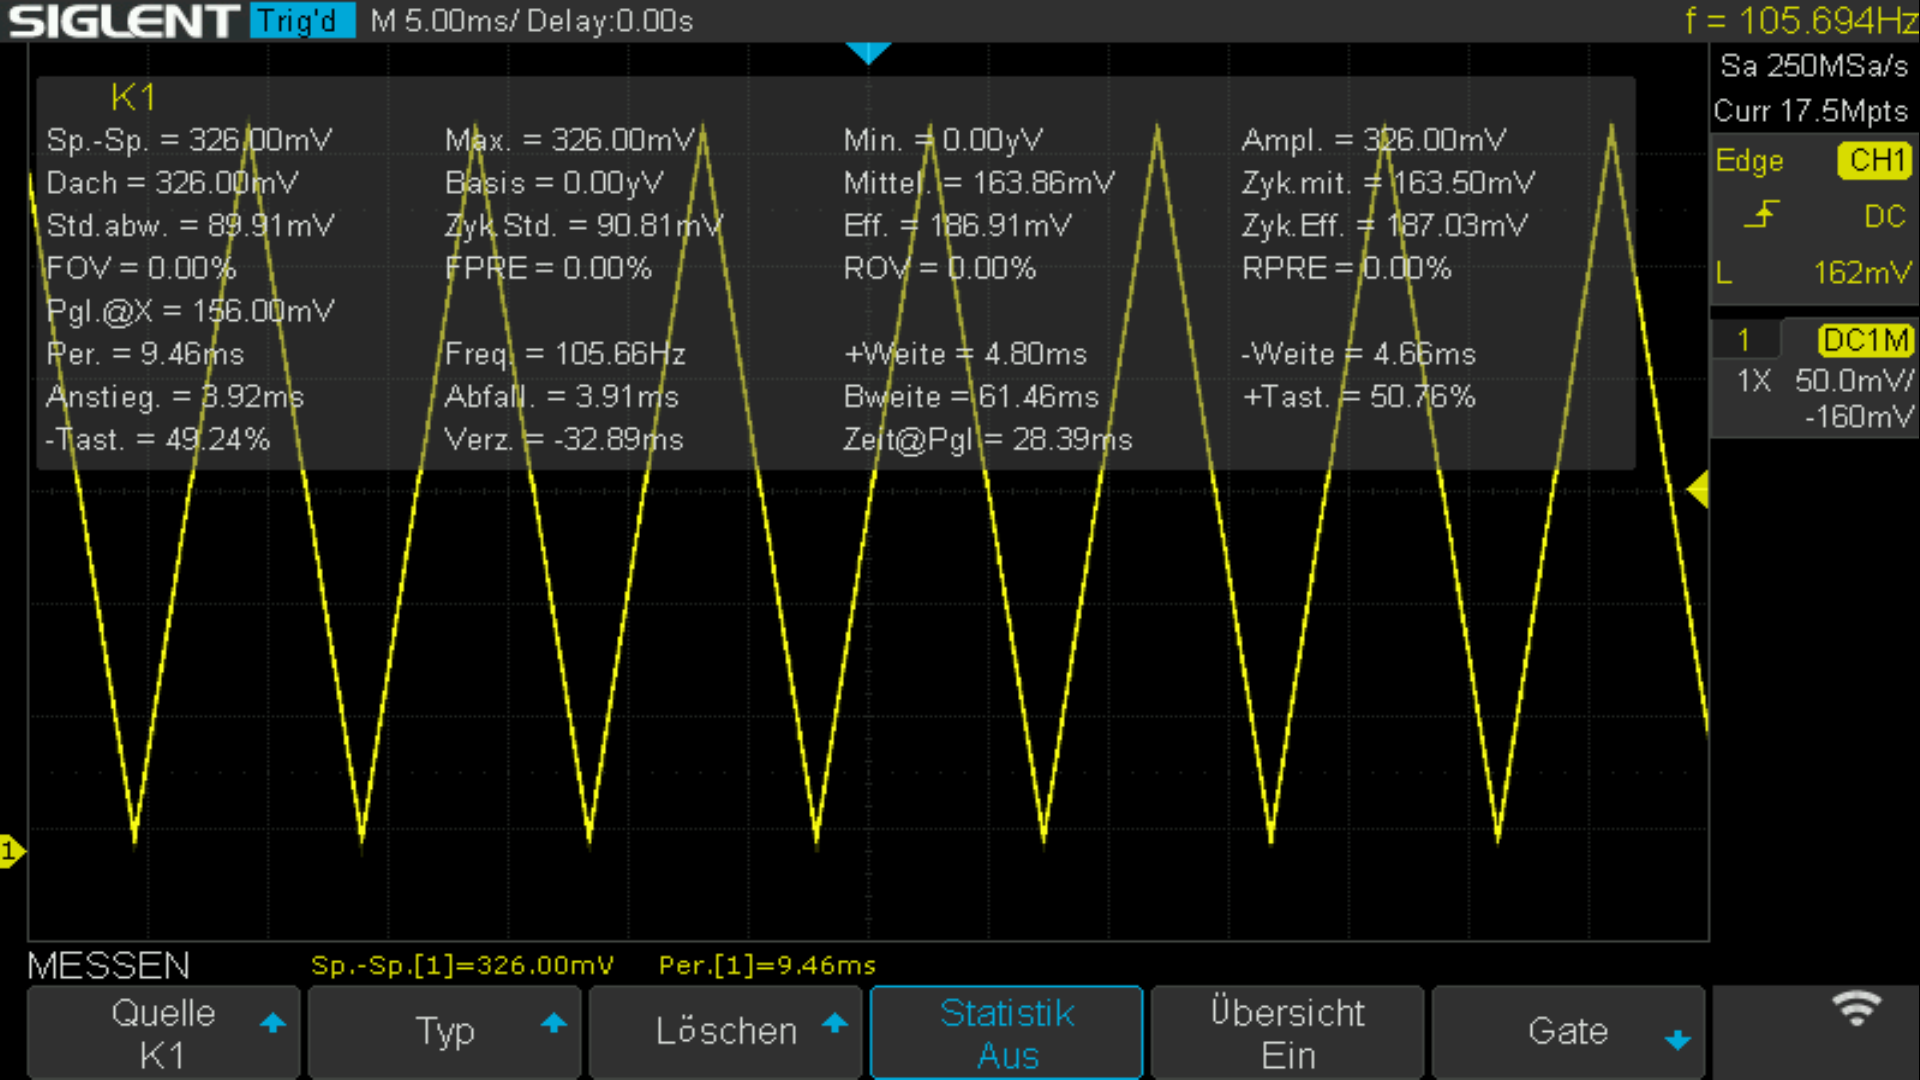 SIGLENT Trig'd M 5.00ms/ Delay:0.00s f = 105.694Hz
Sa 250MSa/s
Curr 17.5Mpts
Edge CH1
DC
L 162mV
1 DC1M
1X 50.0mV/
-160mV
K1
Sp.-Sp. = 326.00mV Max. = 326.00mV Min. = 0.00yV Ampl. = 326.00mV
Dach = 326.00mV Basis = 0.00yV Mittel. = 163.86mV Zyk.mit. = 163.50mV
Std.abw. = 89.91mV Zyk.Std. = 90.81mV Eff. = 186.91mV Zyk.Eff. = 187.03mV
FOV = 0.00% FPRE = 0.00% ROV = 0.00% RPRE = 0.00%
Pgl.@X = 156.00mV
Per. = 9.46ms Freq. = 105.66Hz +Weite = 4.80ms -Weite = 4.66ms
Anstieg. = 3.92ms Abfall. = 3.91ms Bweite = 61.46ms +Tast. = 50.76%
-Tast. = 49.24% Verz. = -32.89ms Zeit@Pgl = 28.39ms
1
MESSEN Sp.-Sp.[1]=326.00mV Per.[1]=9.46ms
Quelle
K1
Typ
Löschen
Statistik
Aus
Übersicht
Ein
Gate